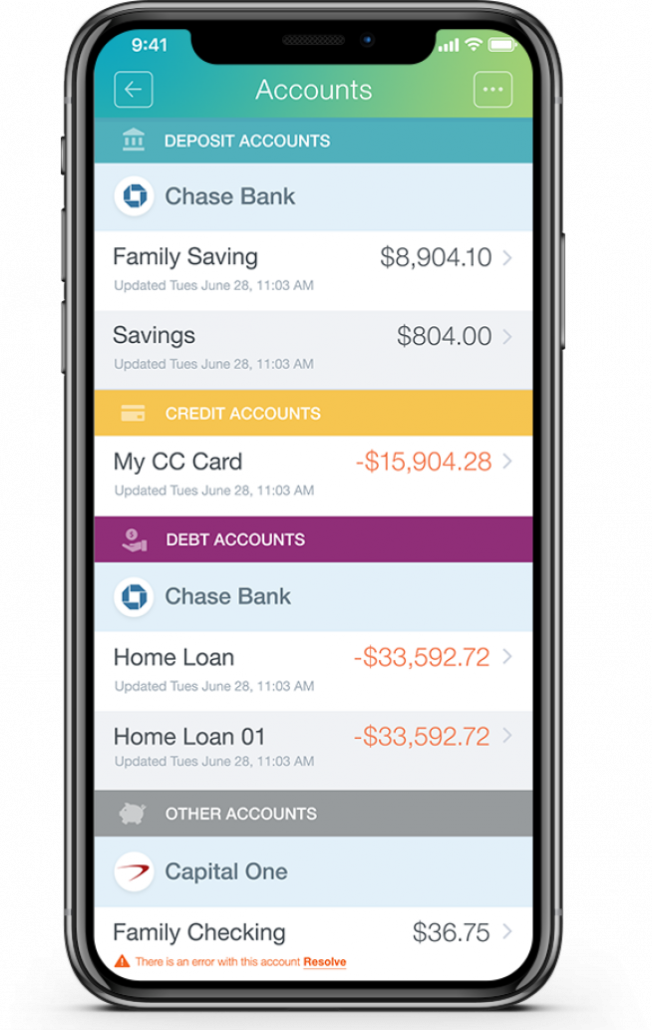 9:41
Accounts
DEPOSIT ACCOUNTS
Chase Bank
Family Saving $8,904.10
Updated Tues June 28, 11:03 AM
Savings $804.00
Updated Tues June 28, 11:03 AM
CREDIT ACCOUNTS
My CC Card -$15,904.28
Updated Tues June 28, 11:03 AM
DEBT ACCOUNTS
Chase Bank
Home Loan -$33,592.72
Updated Tues June 28, 11:03 AM
Home Loan 01 -$33,592.72
Updated Tues June 28, 11:03 AM
OTHER ACCOUNTS
Capital One
Family Checking $36.75
There is an error with this account Resolve